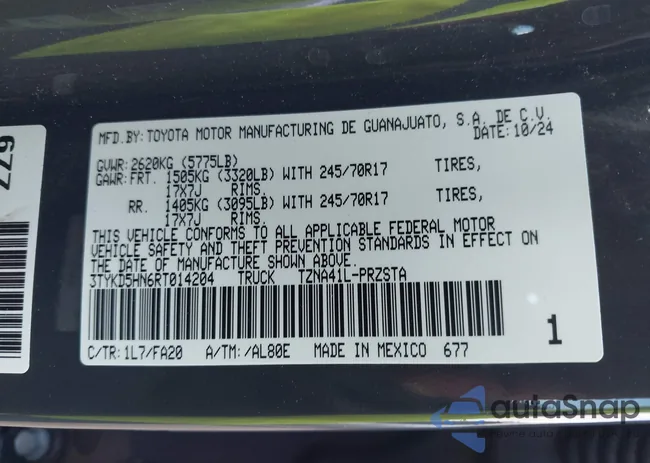 MFD.BY:TOYOTA MOTOR MANUFACTURING DE GUANAJUATO, S.A. DE C.V.
DATE:10/24
GVWR:2620KG (5775LB)
GAWR:FRT. 1505KG (3320LB) WITH 245/70R17 TIRES,
17X7J RIMS.
RR. 1405KG (3095LB) WITH 245/70R17 TIRES,
17X7J RIMS.
THIS VEHICLE CONFORMS TO ALL APPLICABLE FEDERAL MOTOR
VEHICLE SAFETY AND THEFT PREVENTION STANDARDS IN EFFECT ON
THE DATE OF MANUFACTURE SHOWN ABOVE.
3TYKD5HN6RT014204 TRUCK TZNA41L-PRZSTA
1
C/TR:1L7/FA20 A/TM:/AL80E MADE IN MEXICO 677
677
autoSnap